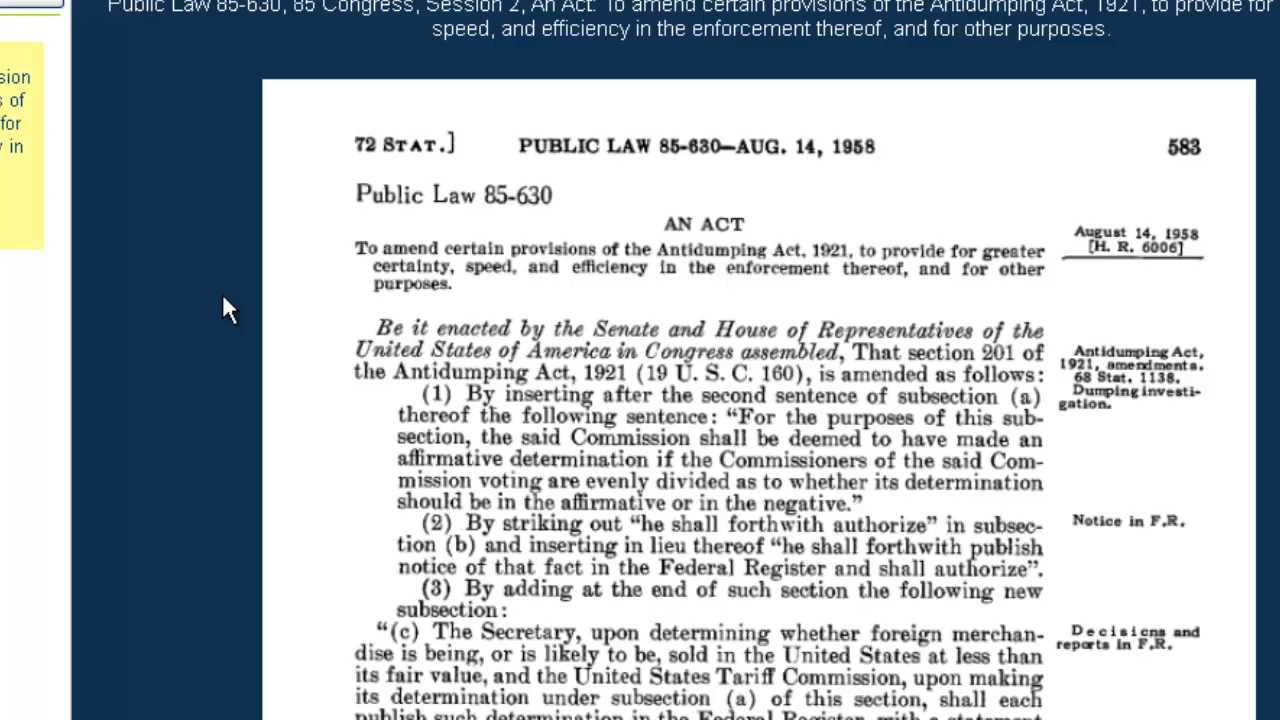 Public Law 85-630, 85 Congress, Session 2, An Act: To amend certain provisions of the Antidumping Act, 1921, to provide for
speed, and efficiency in the enforcement thereof, and for other purposes.
sion
of
for
in
72 STAT.] PUBLIC LAW 85-630—AUG. 14, 1958 583
Public Law 85-630
AN ACT
To amend certain provisions of the Antidumping Act, 1921, to provide for greater
certainty, speed, and efficiency in the enforcement thereof, and for other
purposes.
August 14, 1958
[H. R. 6006]
Be it enacted by the Senate and House of Representatives of the
United States of America in Congress assembled, That section 201 of
the Antidumping Act, 1921 (19 U. S. C. 160), is amended as follows:
(1) By inserting after the second sentence of subsection (a)
thereof the following sentence: “For the purposes of this sub-
section, the said Commission shall be deemed to have made an
affirmative determination if the Commissioners of the said Com-
mission voting are evenly divided as to whether its determination
should be in the affirmative or in the negative.”
(2) By striking out “he shall forthwith authorize” in subsec-
tion (b) and inserting in lieu thereof “he shall forthwith publish
notice of that fact in the Federal Register and shall authorize”.
(3) By adding at the end of such section the following new
subsection:
“(c) The Secretary, upon determining whether foreign merchan-
dise is being, or is likely to be, sold in the United States at less than
its fair value, and the United States Tariff Commission, upon making
its determination under subsection (a) of this section, shall each
publish such determination in the Federal Register, with a statement
Antidumping Act,
1921, amendments.
68 Stat. 1138.
Dumping investi-
gation.
Notice in F.R.
Decisions and
reports in F.R.